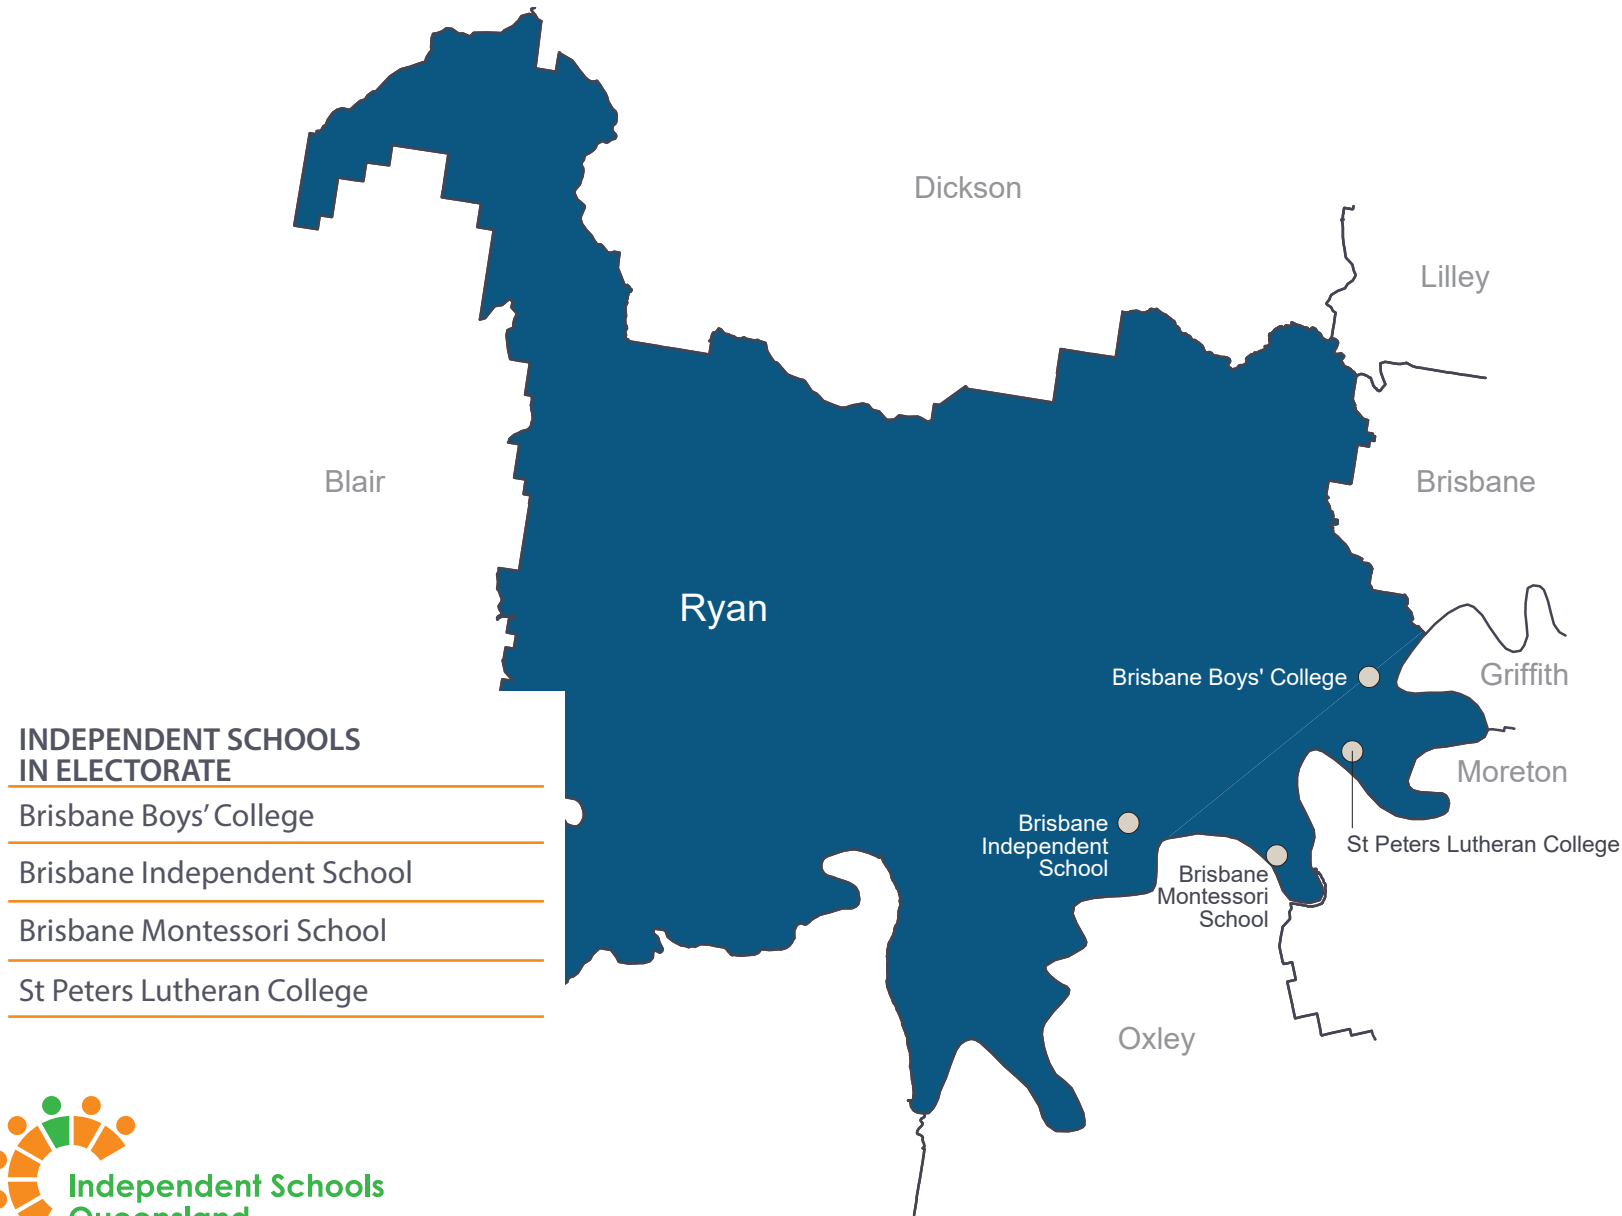 Dickson
Lilley
Blair
Brisbane
Ryan
Brisbane Boys' College
Griffith
Moreton
Brisbane
Independent
School
St Peters Lutheran College
Brisbane
Montessori
School
Oxley
INDEPENDENT SCHOOLS
IN ELECTORATE
Brisbane Boys’ College
Brisbane Independent School
Brisbane Montessori School
St Peters Lutheran College
Independent Schools
Queensland